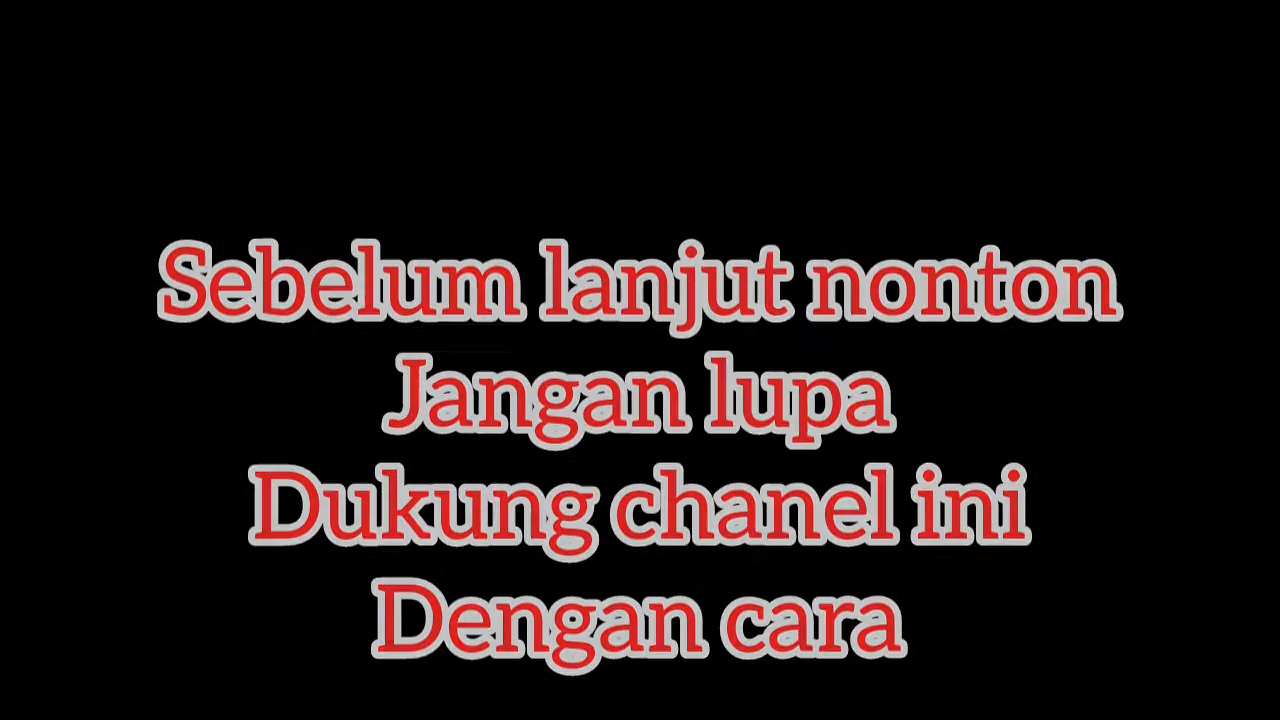 Sebelum lanjut nonton
Jangan lupa
Dukung chanel ini
Dengan cara